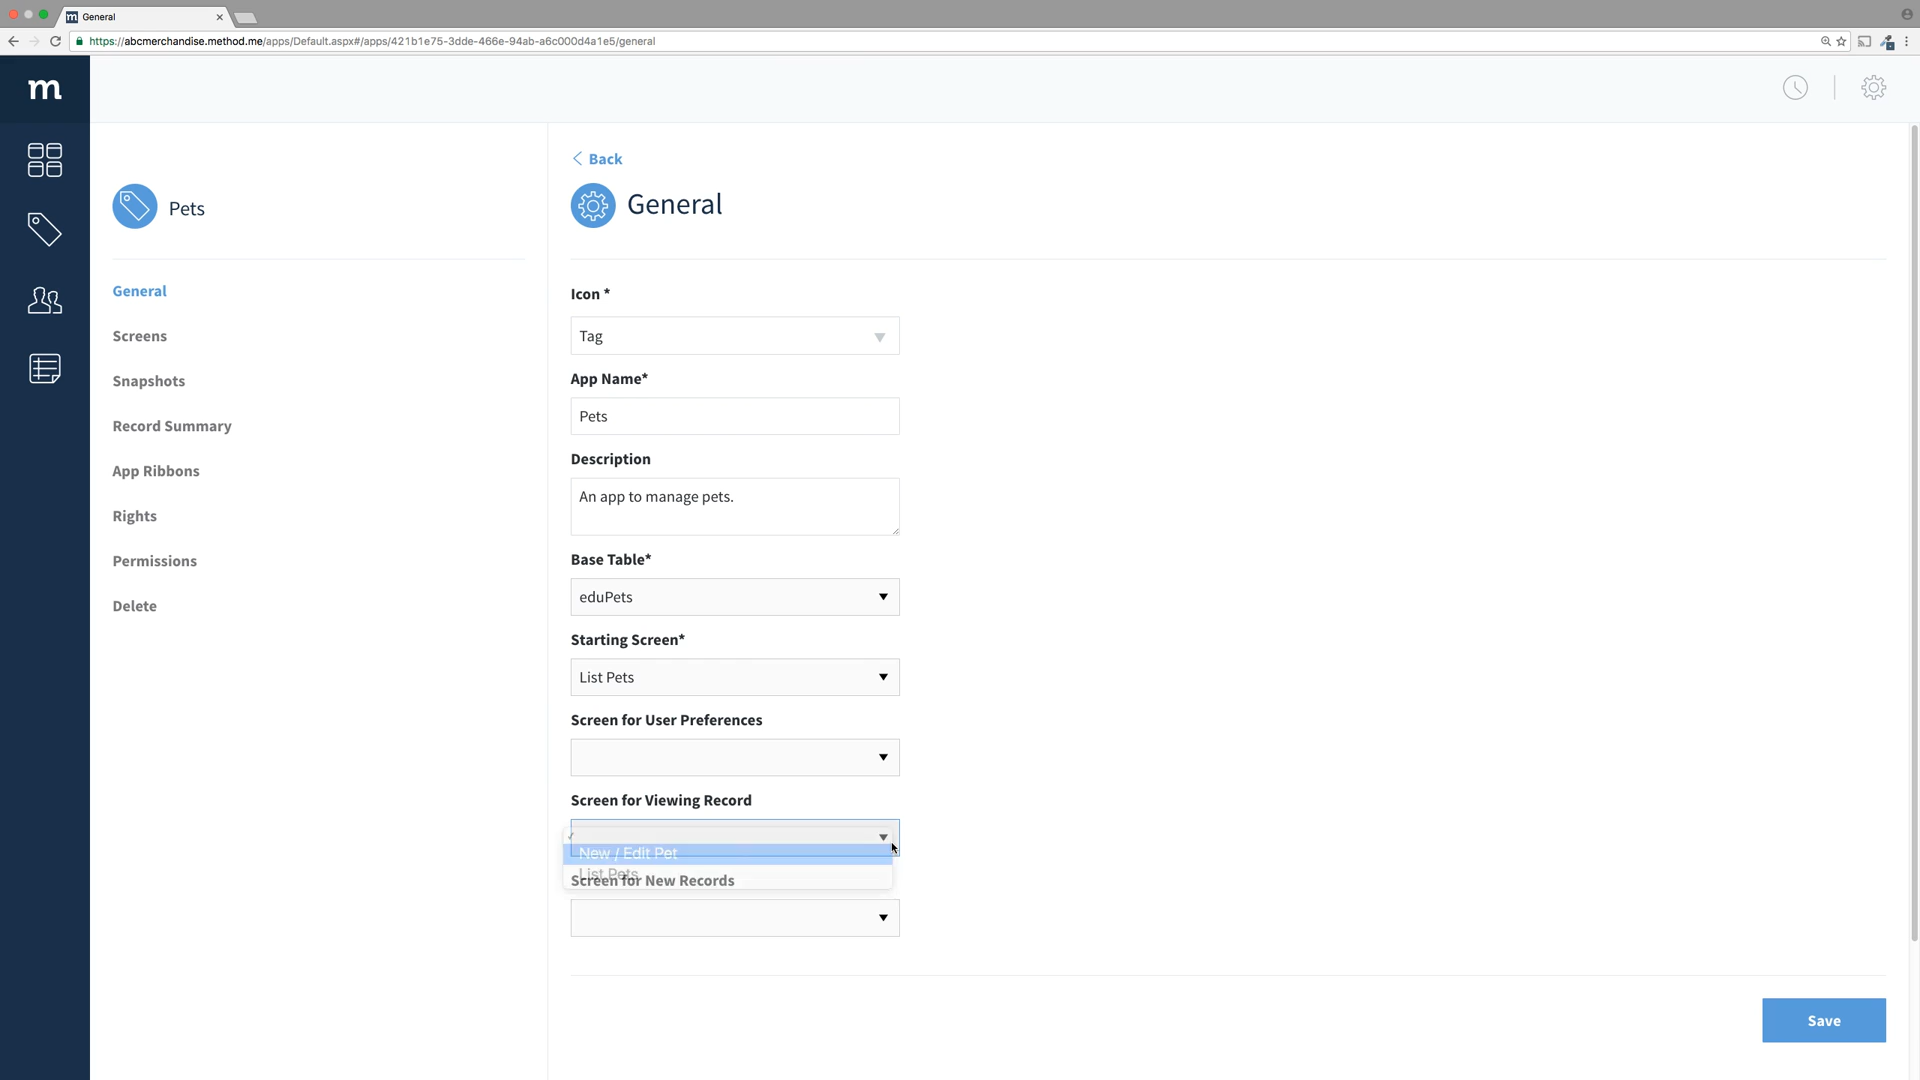 General
https://abcmerchandise.method.me/apps/Default.aspx#/apps/421b1e75-3dde-466e-94ab-a6c000d4a1e5/general
m
Pets
General
Screens
Snapshots
Record Summary
App Ribbons
Rights
Permissions
Delete
Back
General
Icon *
Tag
App Name*
Pets
Description
An app to manage pets.
Base Table*
eduPets
Starting Screen*
List Pets
Screen for User Preferences
Screen for Viewing Record
New / Edit Pet
List Pets
Screen for New Records
Save